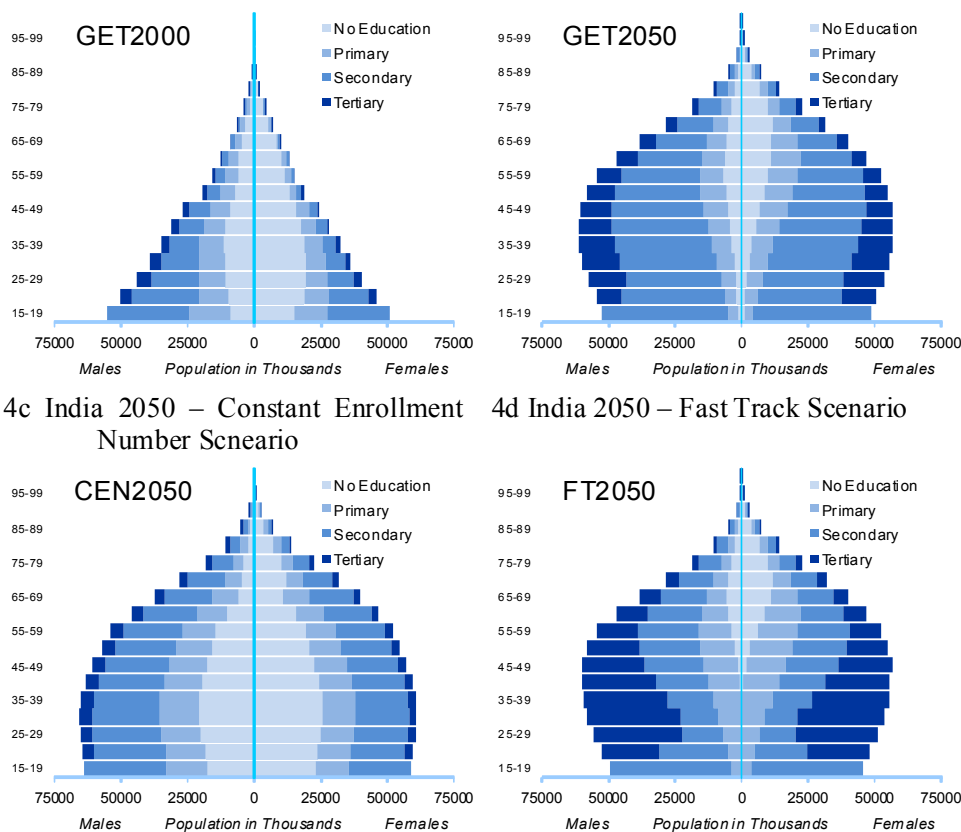 GET2000
No Education
Primary
Secondary
Tertiary
95-99
85-89
75-79
65-69
55-59
45-49
35-39
25-29
15-19
75000 50000 25000 0 25000 50000 75000
Males Population in Thousands Females
GET2050
No Education
Primary
Secondary
Tertiary
95-99
85-89
75-79
65-69
55-59
45-49
35-39
25-29
15-19
75000 50000 25000 0 25000 50000 75000
Males Population in Thousands Females
4c India 2050 – Constant Enrollment
Number Scneario
4d India 2050 – Fast Track Scenario
CEN2050
No Education
Primary
Secondary
Tertiary
95-99
85-89
75-79
65-69
55-59
45-49
35-39
25-29
15-19
75000 50000 25000 0 25000 50000 75000
Males Population in Thousands Females
FT2050
No Education
Primary
Secondary
Tertiary
95-99
85-89
75-79
65-69
55-59
45-49
35-39
25-29
15-19
75000 50000 25000 0 25000 50000 75000
Males Population in Thousands Females